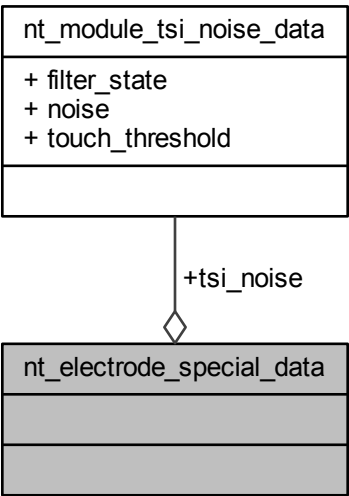 nt_module_tsi_noise_data
+ filter_state
+ noise
+ touch_threshold
+tsi_noise
nt_electrode_special_data